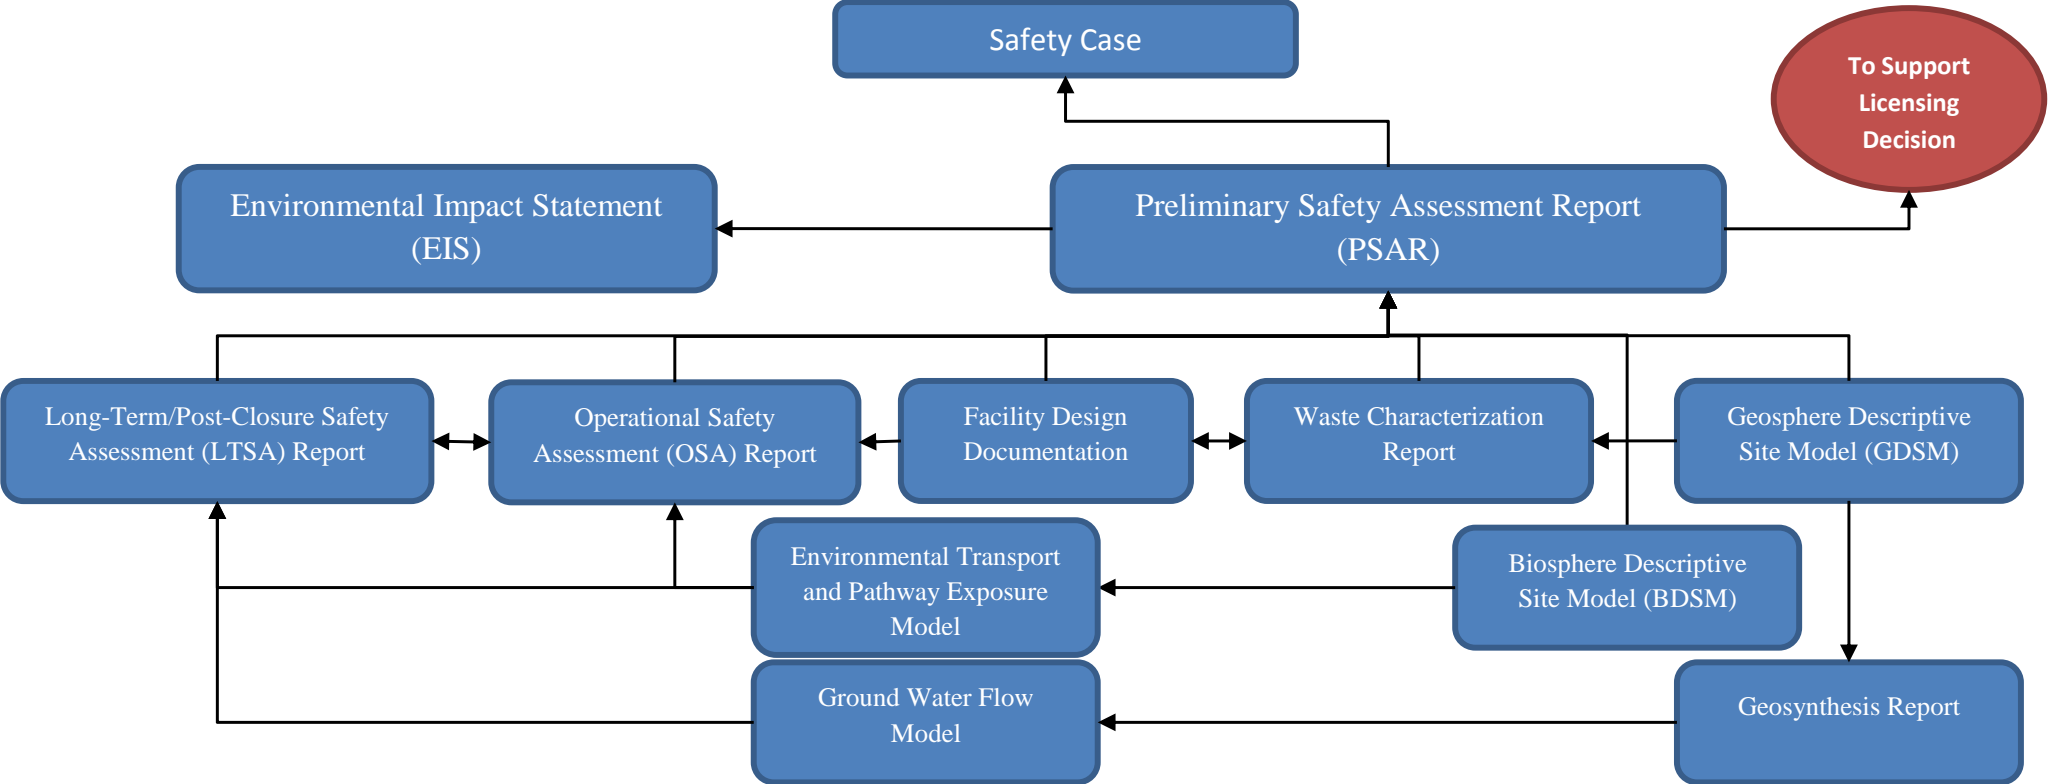 Safety Case
To Support
Licensing
Decision
Environmental Impact Statement
(EIS)
Preliminary Safety Assessment Report
(PSAR)
Long-Term/Post-Closure Safety
Assessment (LTSA) Report
Operational Safety
Assessment (OSA) Report
Facility Design
Documentation
Waste Characterization
Report
Geosphere Descriptive
Site Model (GDSM)
Environmental Transport
and Pathway Exposure
Model
Biosphere Descriptive
Site Model (BDSM)
Ground Water Flow
Model
Geosynthesis Report